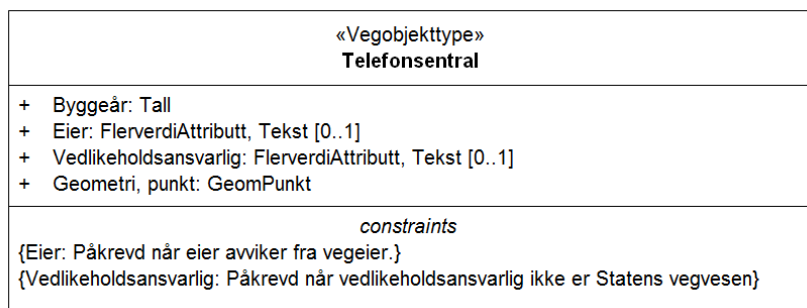 «Vegobjekttype»
Telefonsentral
+ Byggeår: Tall
+ Eier: FlerverdiAttributt, Tekst [0..1]
+ Vedlikeholdsansvarlig: FlerverdiAttributt, Tekst [0..1]
+ Geometri, punkt: GeomPunkt
constraints
{Eier: Påkrevd når eier avviker fra vegeier.}
{Vedlikeholdsansvarlig: Påkrevd når vedlikeholdsansvarlig ikke er Statens vegvesen}